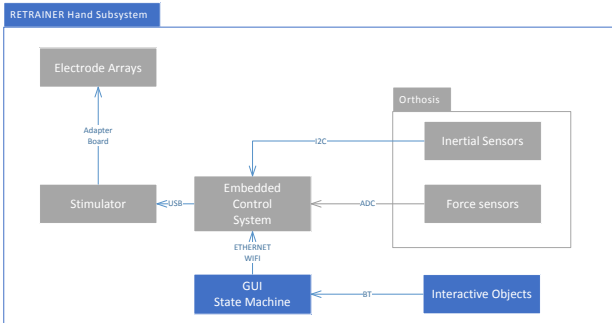 RETRAINER Hand Subsystem
Electrode Arrays
Orthosis
Adapter
Board
I2C
Inertial Sensors
Stimulator
USB
Embedded
Control
System
ADC
Force sensors
ETHERNET
WIFI
GUI
State Machine
BT
Interactive Objects